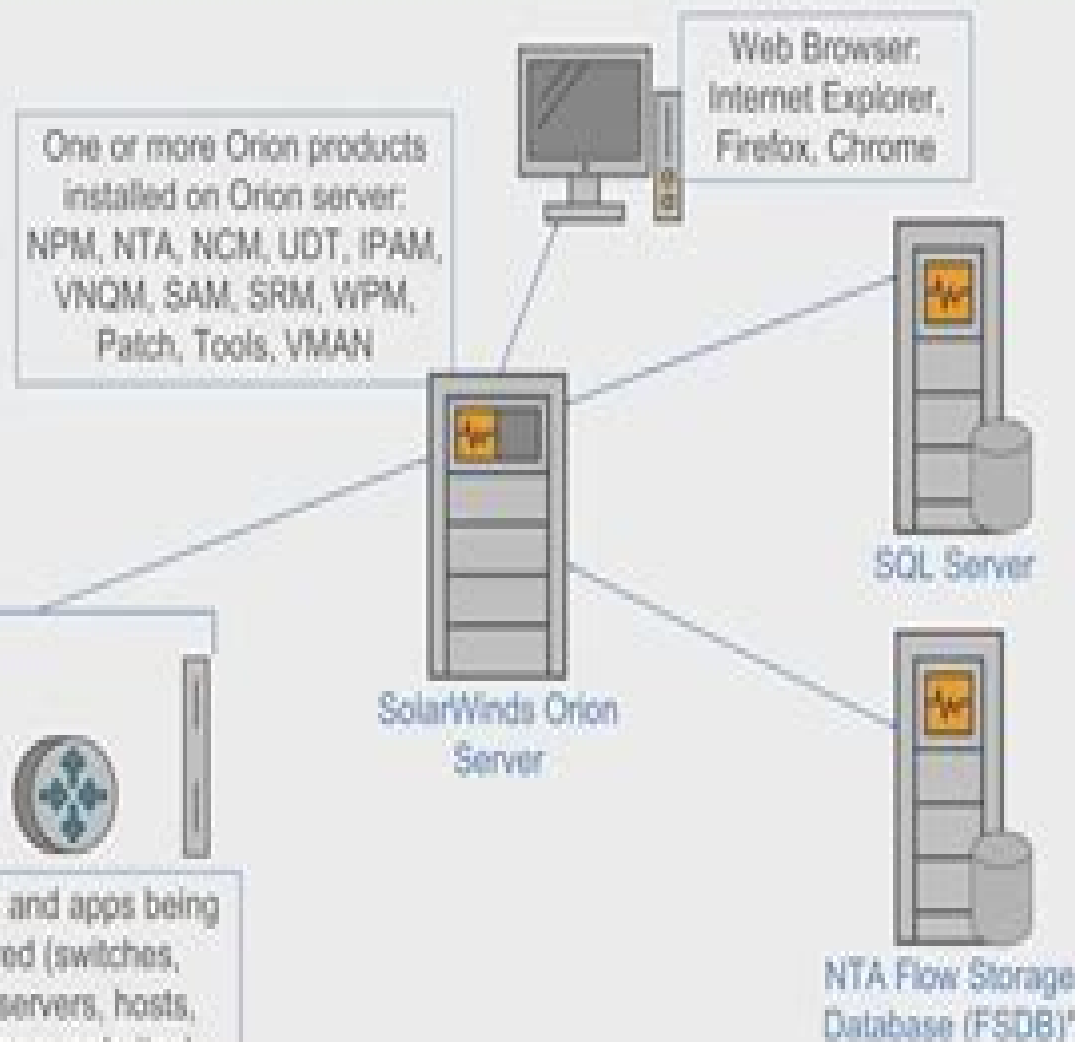 Web Browser:
Internet Explorer,
Firefox, Chrome
One or more Orion products
installed on Orion server:
NPM, NTA, NCM, UDT, IPAM,
VNQM, SAM, SRM, WPM,
Patch, Tools, VMAN
SQL Server
SolarWinds Orion
Server
and apps being
(switches,
servers, hosts,
NTA Flow Storage
Database (FSDB)*